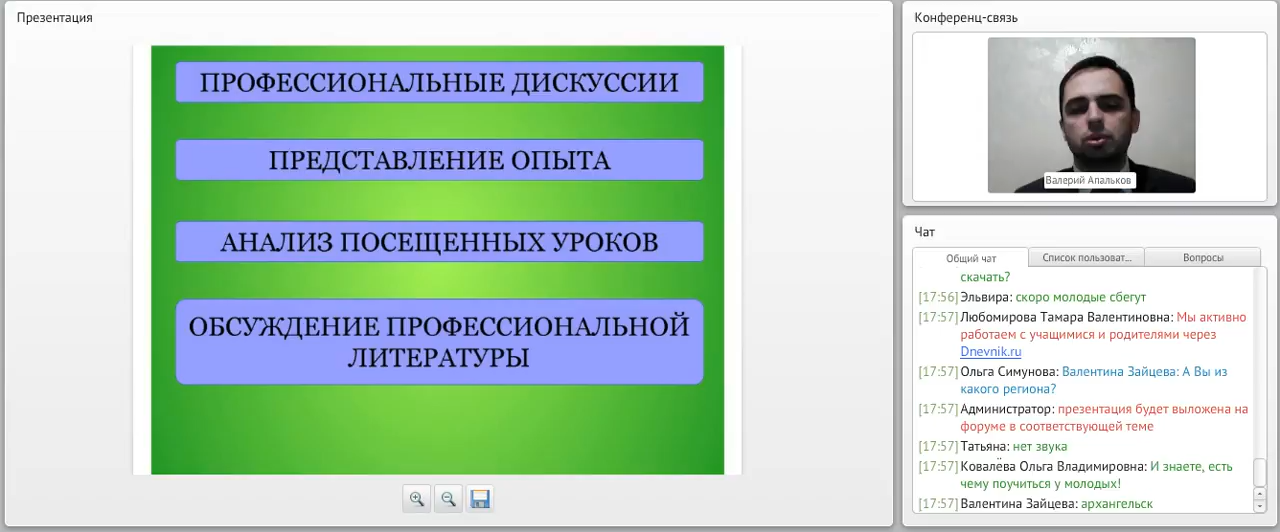 Презентация
ПРОФЕССИОНАЛЬНЫЕ ДИСКУССИИ
ПРЕДСТАВЛЕНИЕ ОПЫТА
АНАЛИЗ ПОСЕЩЕННЫХ УРОКОВ
ОБСУЖДЕНИЕ ПРОФЕССИОНАЛЬНОЙ
ЛИТЕРАТУРЫ
Конференц-связь
Валерий Апальков
Чат
Общий чат
Список пользоват...
Вопросы
скачать?
[17:56] Эльвира: скоро молодые сбегут
[17:57] Любомирова Тамара Валентиновна: Мы активно
работаем с учащимися и родителями через
Dnevnik.ru
[17:57] Ольга Симунова: Валентина Зайцева: А Вы из
какого региона?
[17:57] Администратор: презентация будет выложена на
форуме в соответствующей теме
[17:57] Татьяна: нет звука
[17:57] Ковалёва Ольга Владимировна: И знаете, есть
чему поучиться у молодых!
[17:57] Валентина Зайцева: архангельск